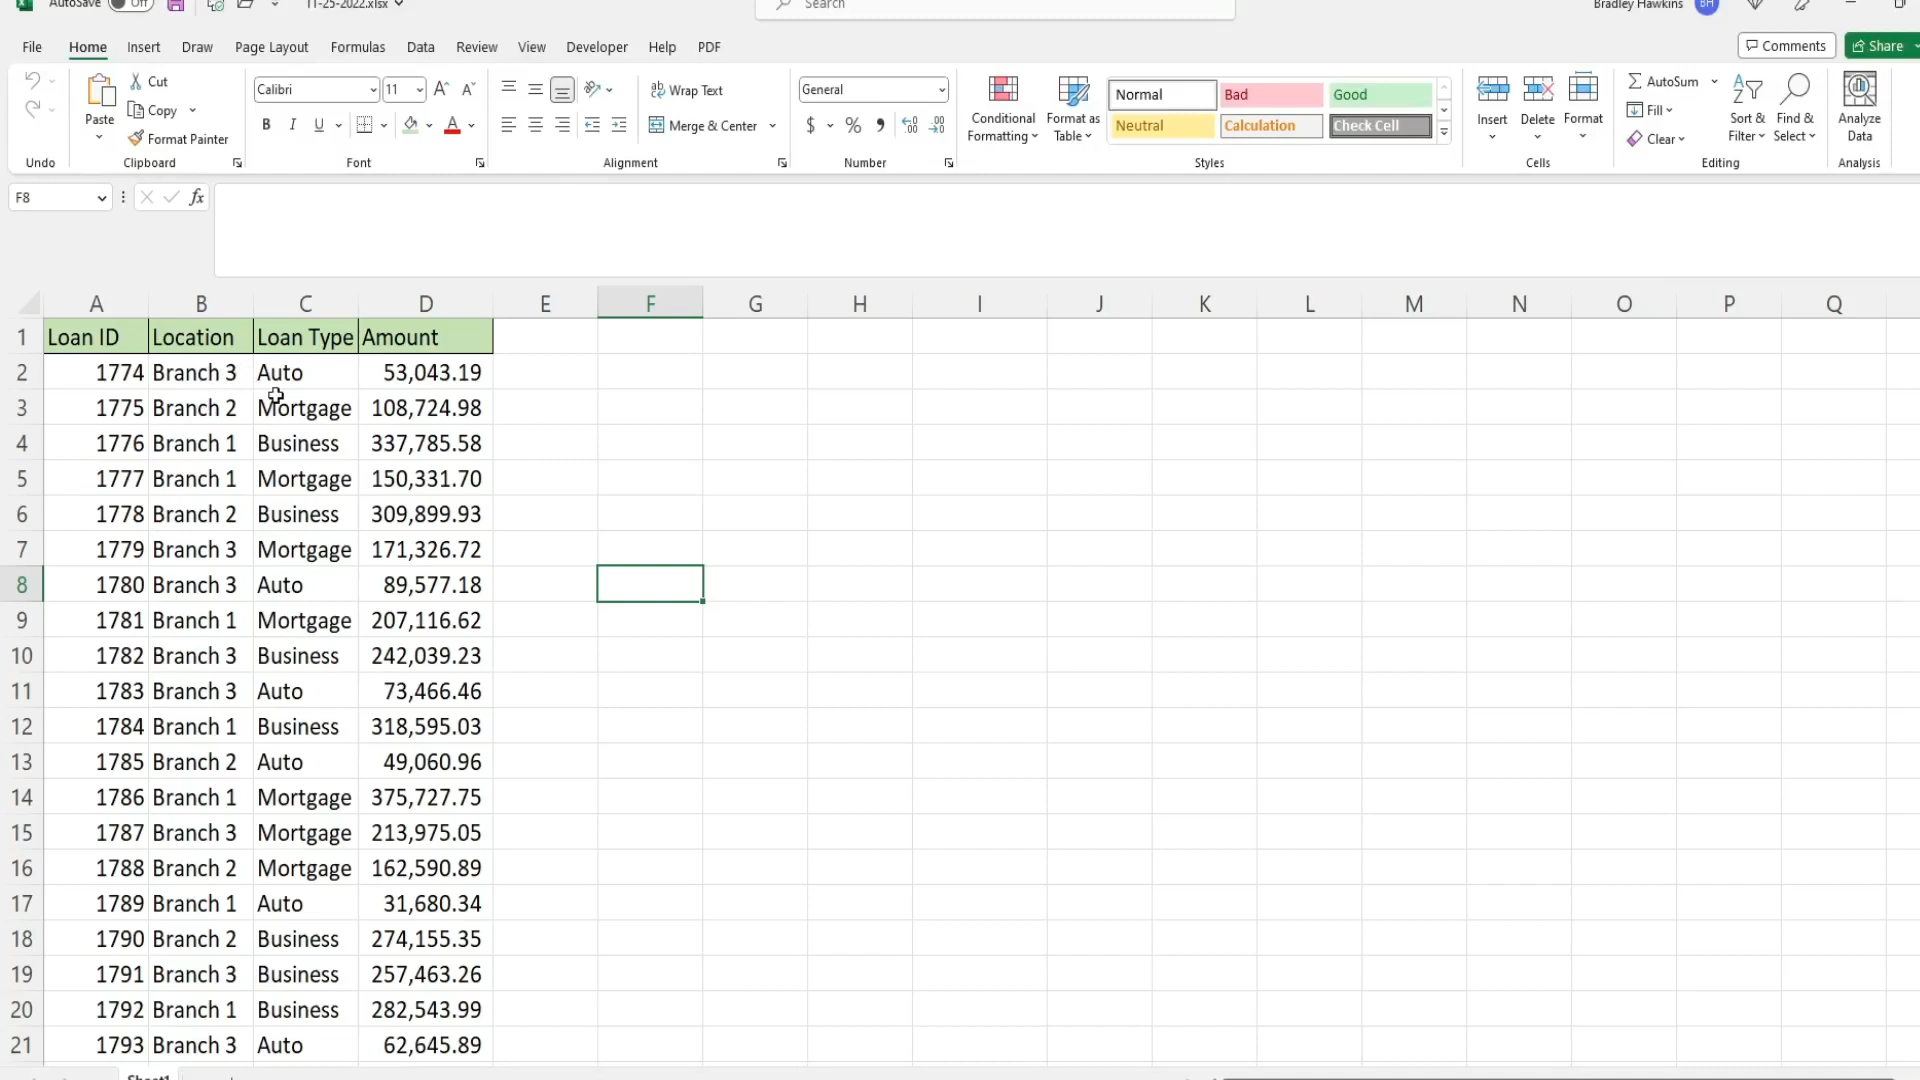 AutoSave Off 11-25-2022.xlsx Search Bradley Hawkins BH
File Home Insert Draw Page Layout Formulas Data Review View Developer Help PDF Comments Share
Paste Cut Copy Format Painter
Calibri 11
B I U
Wrap Text
Merge & Center
General
$ % 9
Conditional Formatting
Format as Table
Normal Bad Good
Neutral Calculation Check Cell
Insert Delete Format
AutoSum
Fill
Clear
Sort & Filter
Find & Select
Analyze Data
Undo Clipboard Font Alignment Number Styles Cells Editing Analysis
F8 fx
A B C D E F G H I J K L M N O P Q
1 Loan ID Location Loan Type Amount
2 1774 Branch 3 Auto 53,043.19
3 1775 Branch 2 Mortgage 108,724.98
4 1776 Branch 1 Business 337,785.58
5 1777 Branch 1 Mortgage 150,331.70
6 1778 Branch 2 Business 309,899.93
7 1779 Branch 3 Mortgage 171,326.72
8 1780 Branch 3 Auto 89,577.18
9 1781 Branch 1 Mortgage 207,116.62
10 1782 Branch 3 Business 242,039.23
11 1783 Branch 3 Auto 73,466.46
12 1784 Branch 1 Business 318,595.03
13 1785 Branch 2 Auto 49,060.96
14 1786 Branch 1 Mortgage 375,727.75
15 1787 Branch 3 Mortgage 213,975.05
16 1788 Branch 2 Mortgage 162,590.89
17 1789 Branch 1 Auto 31,680.34
18 1790 Branch 2 Business 274,155.35
19 1791 Branch 3 Business 257,463.26
20 1792 Branch 1 Business 282,543.99
21 1793 Branch 3 Auto 62,645.89
Sheet1